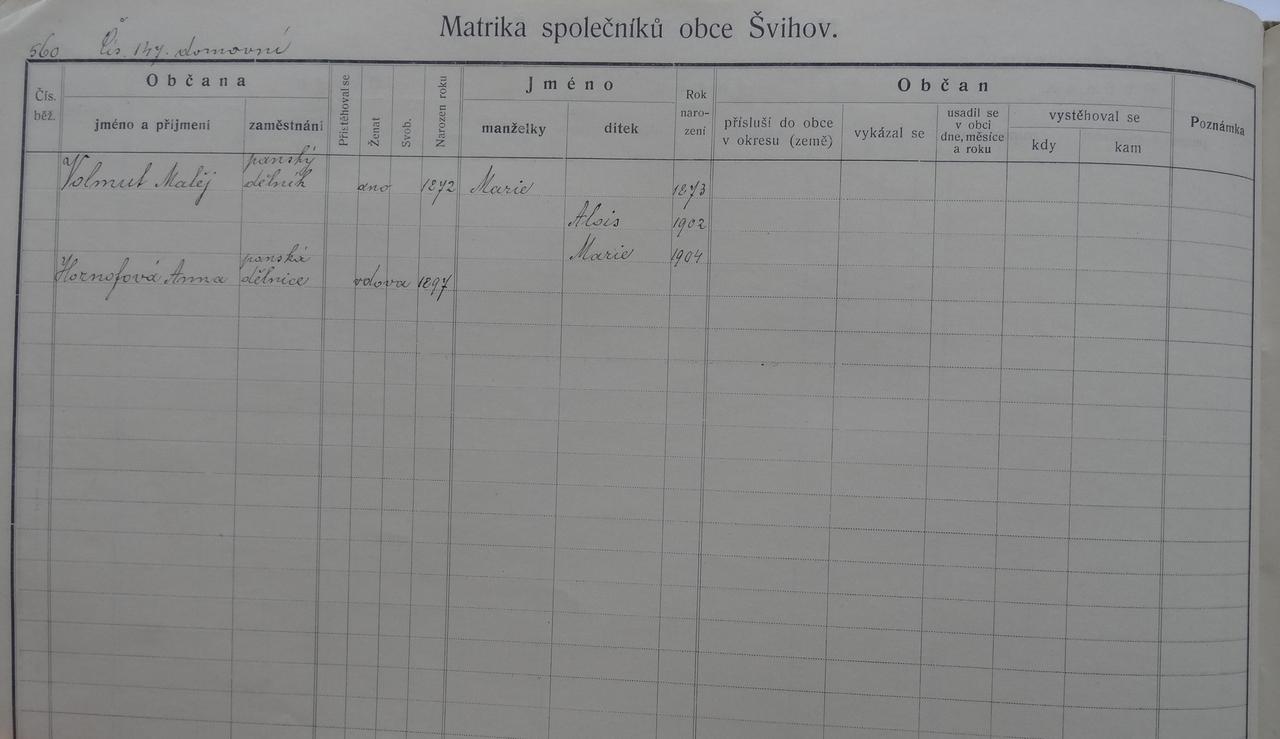 Matrika společníků obce Švihov.
560 Čís. 147. domovní
Čís. běž.
Občana
jméno a příjmení
zaměstnání
Přistěhoval se
Ženat
Svob.
Narozen roku
Jméno
manželky
dítek
Rok naro- zení
Občan
přísluší do obce v okresu (země)
vykázal se
usadil se v obci dne, měsíce a roku
vystěhoval se
kdy
kam
Poznámka
Volmut Matěj panský dělník ano 1872 Marie 1873
Alois 1902
Marie 1904
Hornofová Anna panská dělnice vdova 1897